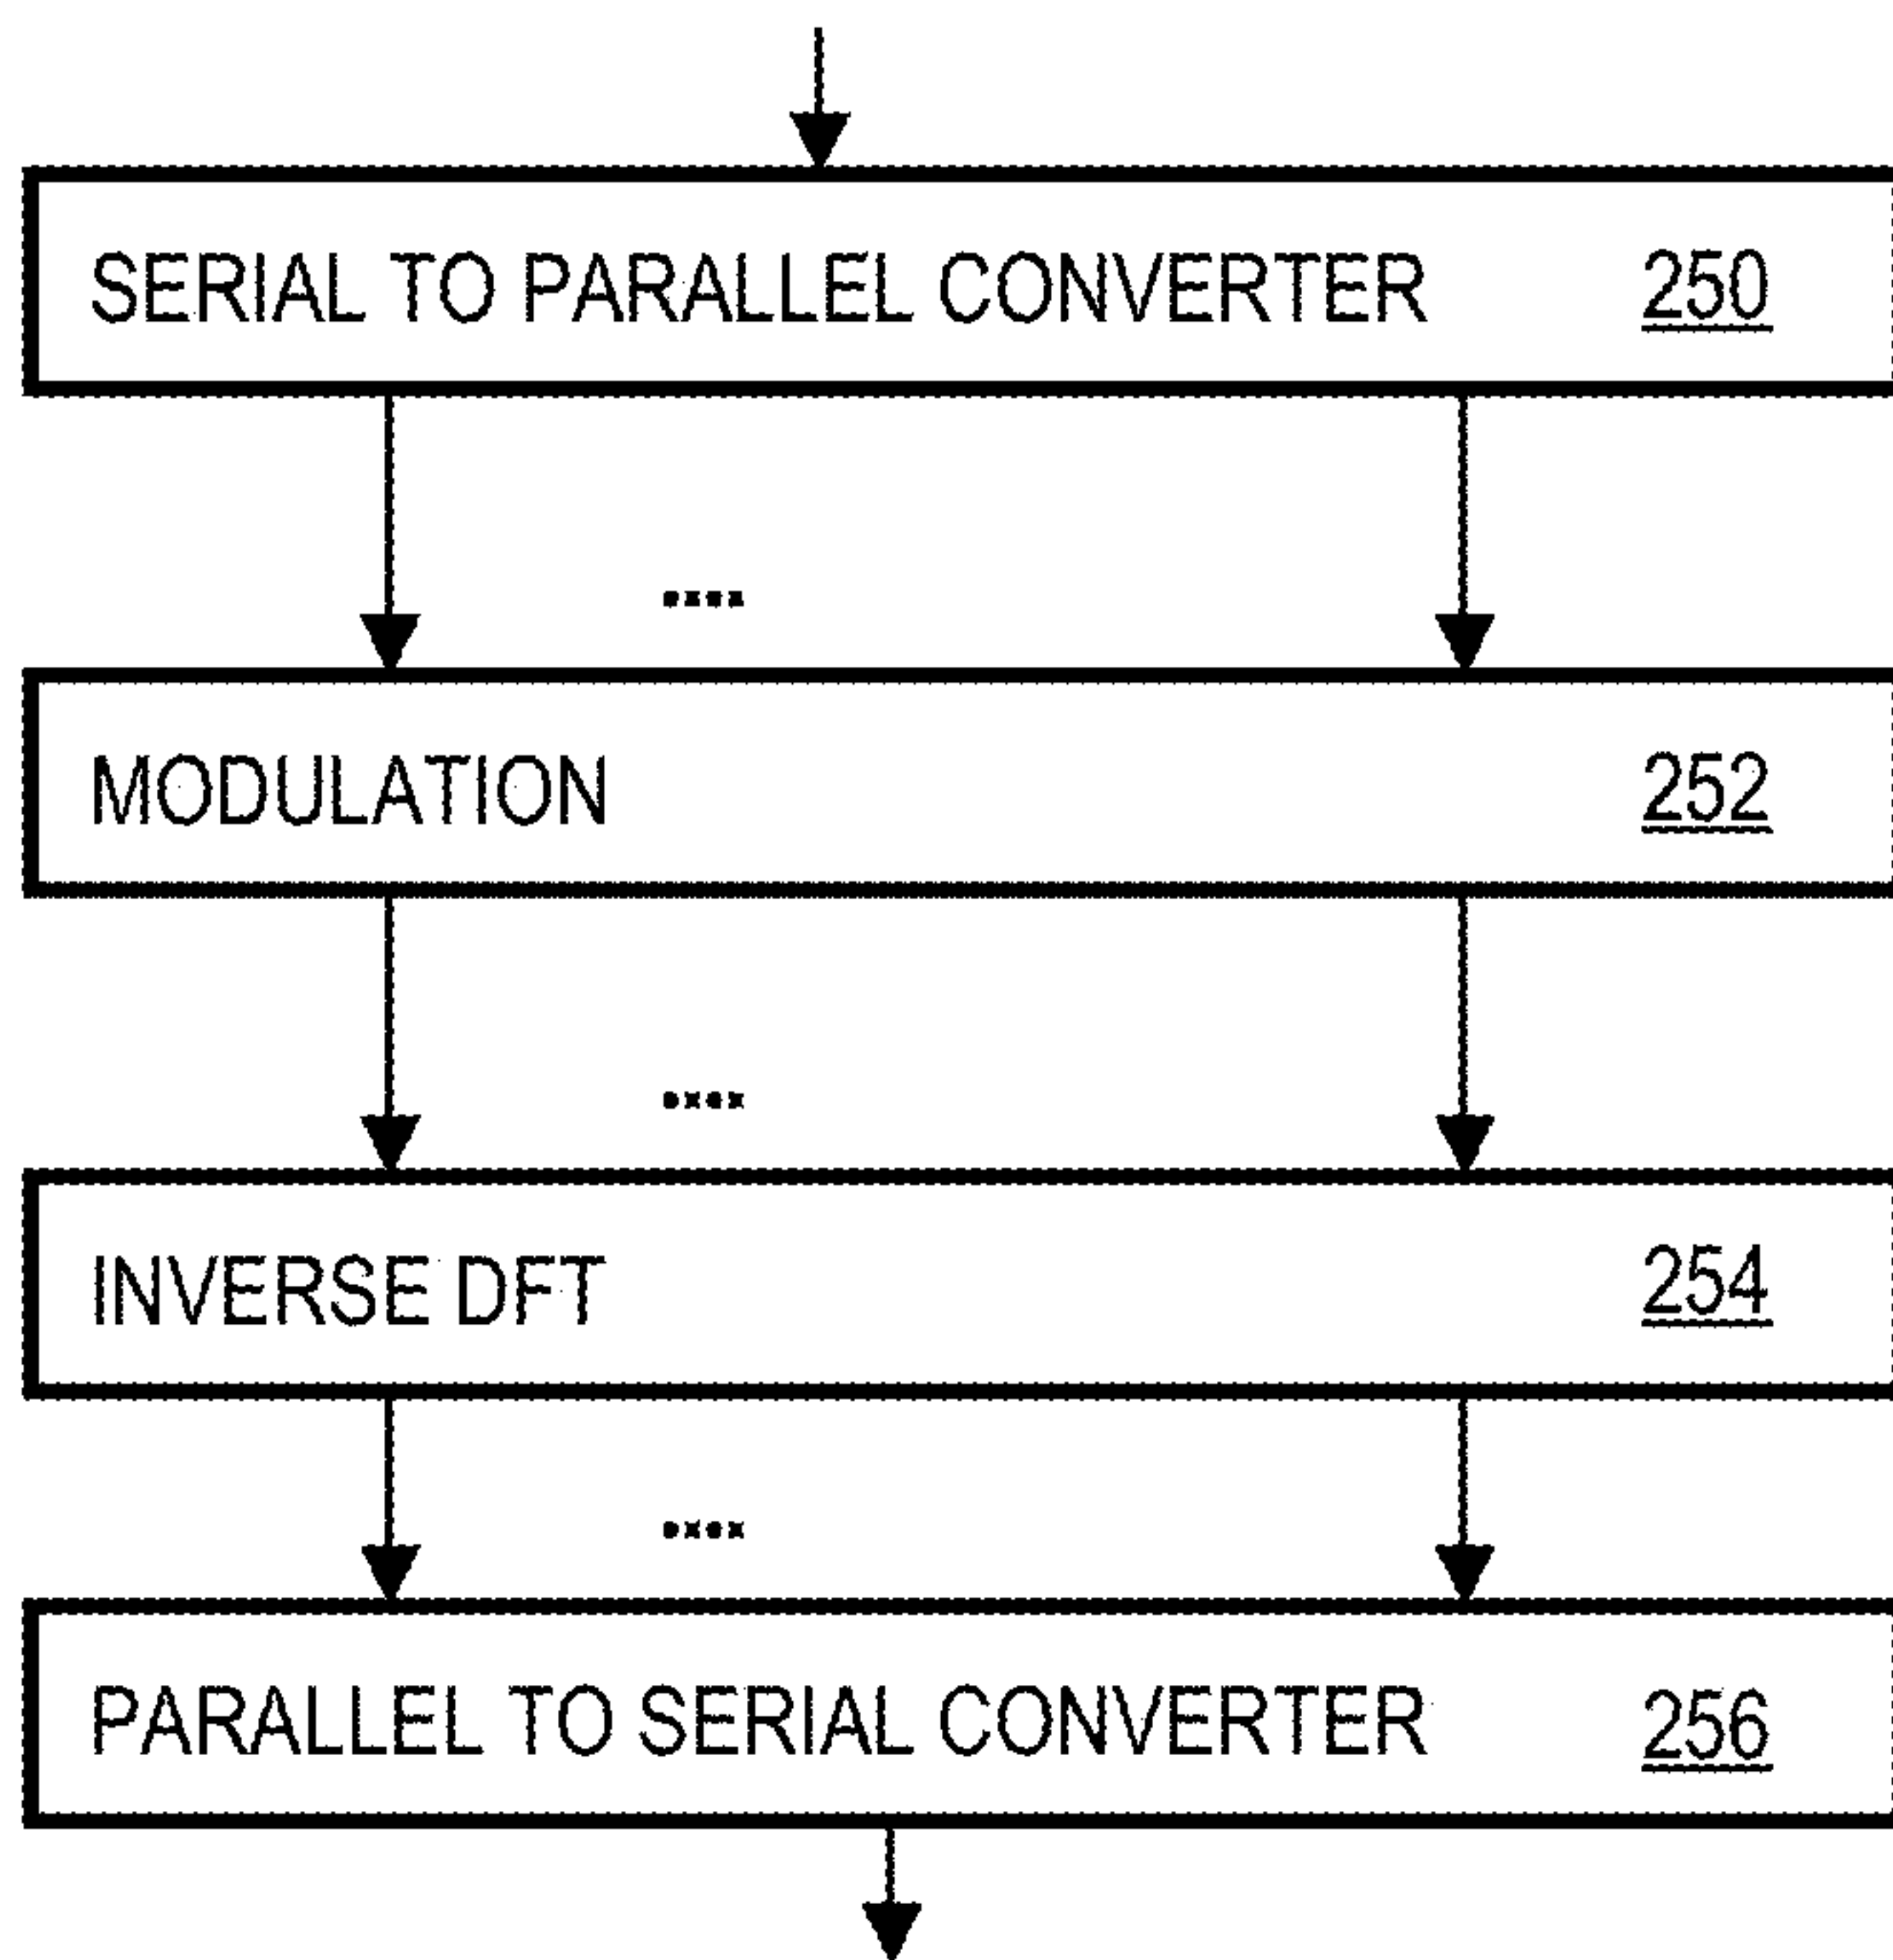 SERIAL TO PARALLEL CONVERTER 250
....
MODULATION 252
....
INVERSE DFT 254
....
PARALLEL TO SERIAL CONVERTER 256